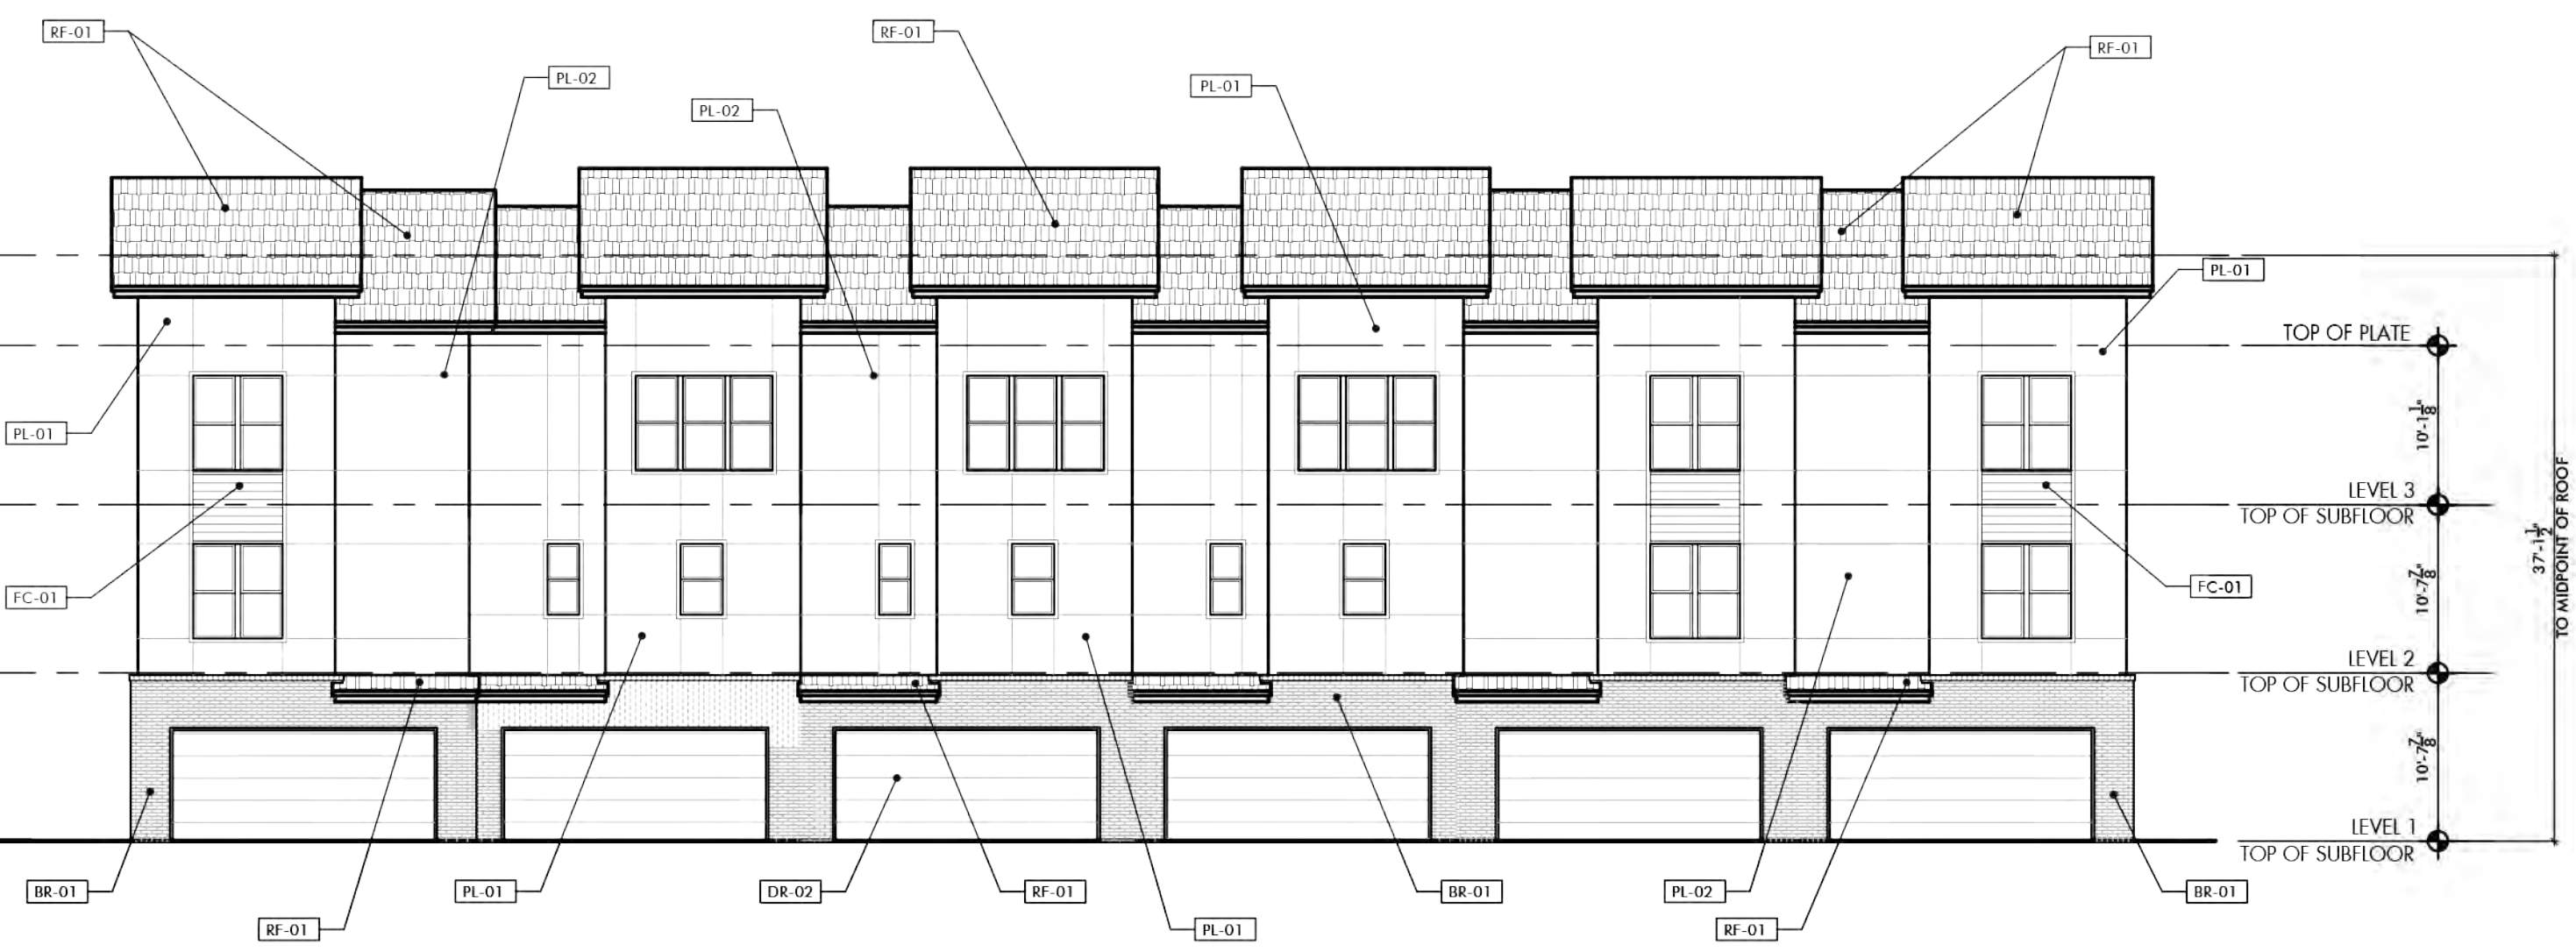 RF-01
RF-01
RF-01
PL-02
PL-01
PL-02
PL-01
TOP OF PLATE
10'-1 1/8"
PL-01
LEVEL 3
TOP OF SUBFLOOR
37'-1 1/2"
TO MIDPOINT OF ROOF
10'-7 7/8"
FC-01
FC-01
LEVEL 2
TOP OF SUBFLOOR
10'-7 7/8"
LEVEL 1
TOP OF SUBFLOOR
BR-01
PL-01
DR-02
RF-01
BR-01
PL-02
BR-01
RF-01
PL-01
RF-01